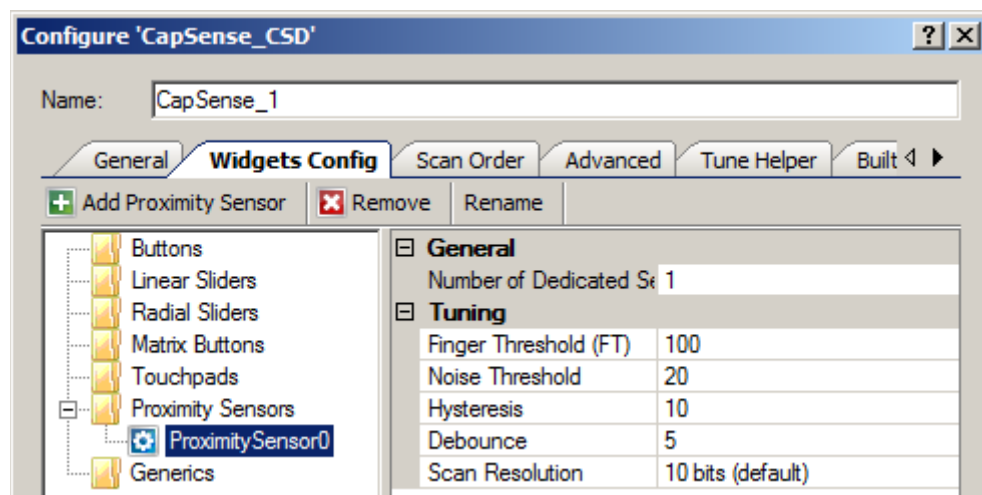 Configure 'CapSense_CSD'
Name: CapSense_1
General Widgets Config Scan Order Advanced Tune Helper Built
Add Proximity Sensor Remove Rename
Buttons
Linear Sliders
Radial Sliders
Matrix Buttons
Touchpads
Proximity Sensors
ProximitySensor0
Generics
General
Number of Dedicated Se 1
Tuning
Finger Threshold (FT) 100
Noise Threshold 20
Hysteresis 10
Debounce 5
Scan Resolution 10 bits (default)